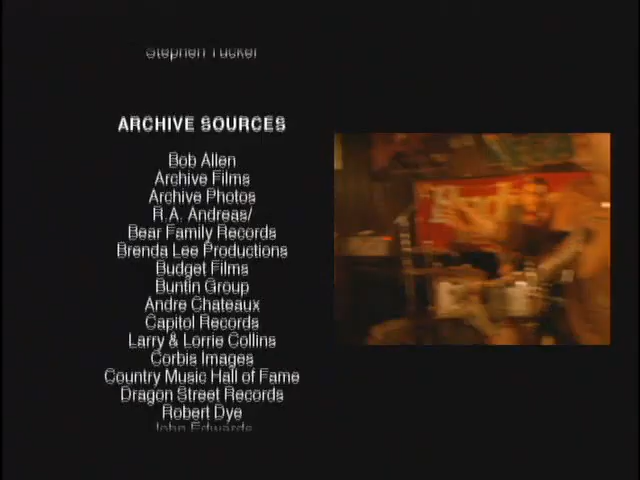 Stephen Tucker
ARCHIVE SOURCES
Bob Allen
Archive Films
Archive Photos
R.A. Andreas/
Bear Family Records
Brenda Lee Productions
Budget Films
Buntin Group
Andre Chateaux
Capitol Records
Larry & Lorrie Collins
Corbis Images
Country Music Hall of Fame
Dragon Street Records
Robert Dye
John Edwards